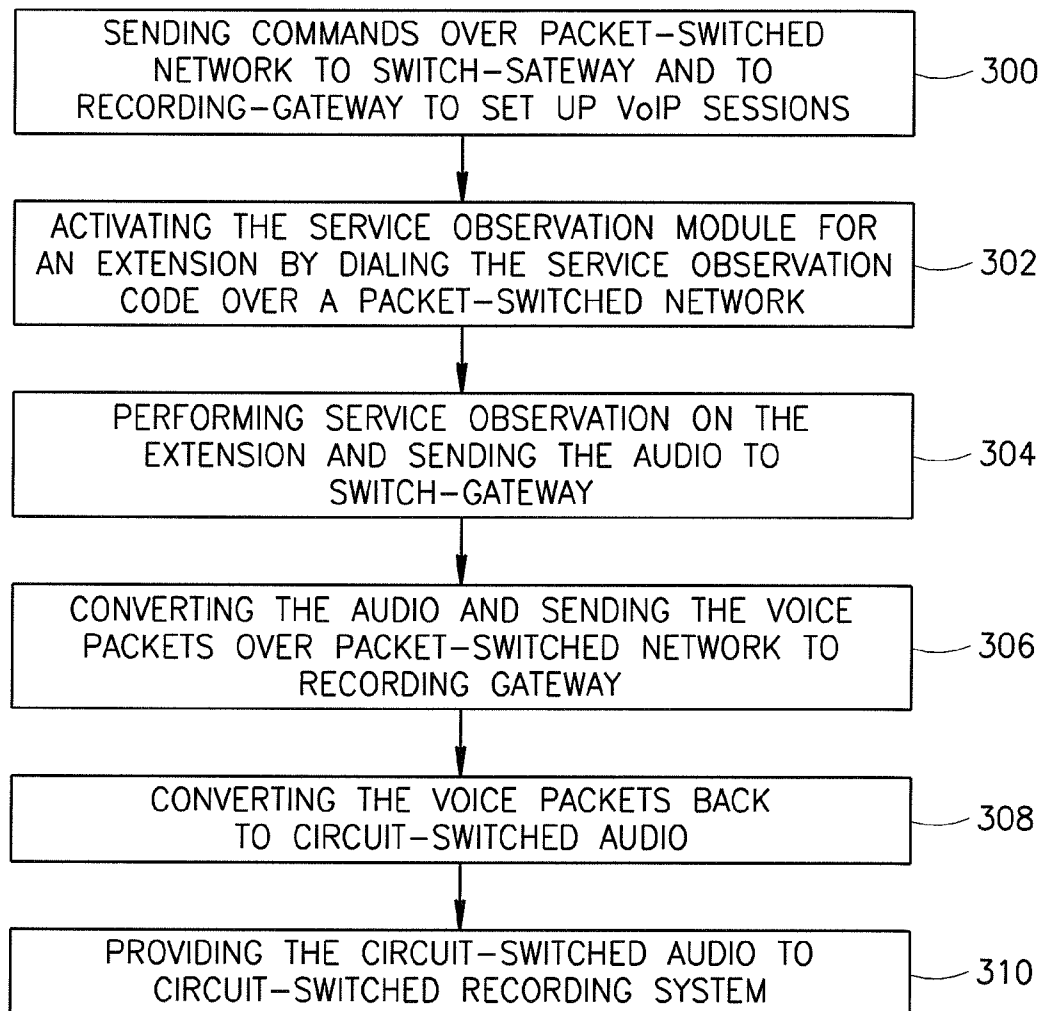 SENDING COMMANDS OVER PACKET-SWITCHED
NETWORK TO SWITCH-SATEWAY AND TO
RECORDING-GATEWAY TO SET UP VoIP SESSIONS
300
ACTIVATING THE SERVICE OBSERVATION MODULE FOR
AN EXTENSION BY DIALING THE SERVICE OBSERVATION
CODE OVER A PACKET-SWITCHED NETWORK
302
PERFORMING SERVICE OBSERVATION ON THE
EXTENSION AND SENDING THE AUDIO TO
SWITCH-GATEWAY
304
CONVERTING THE AUDIO AND SENDING THE VOICE
PACKETS OVER PACKET-SWITCHED NETWORK TO
RECORDING GATEWAY
306
CONVERTING THE VOICE PACKETS BACK
TO CIRCUIT-SWITCHED AUDIO
308
PROVIDING THE CIRCUIT-SWITCHED AUDIO TO
CIRCUIT-SWITCHED RECORDING SYSTEM
310